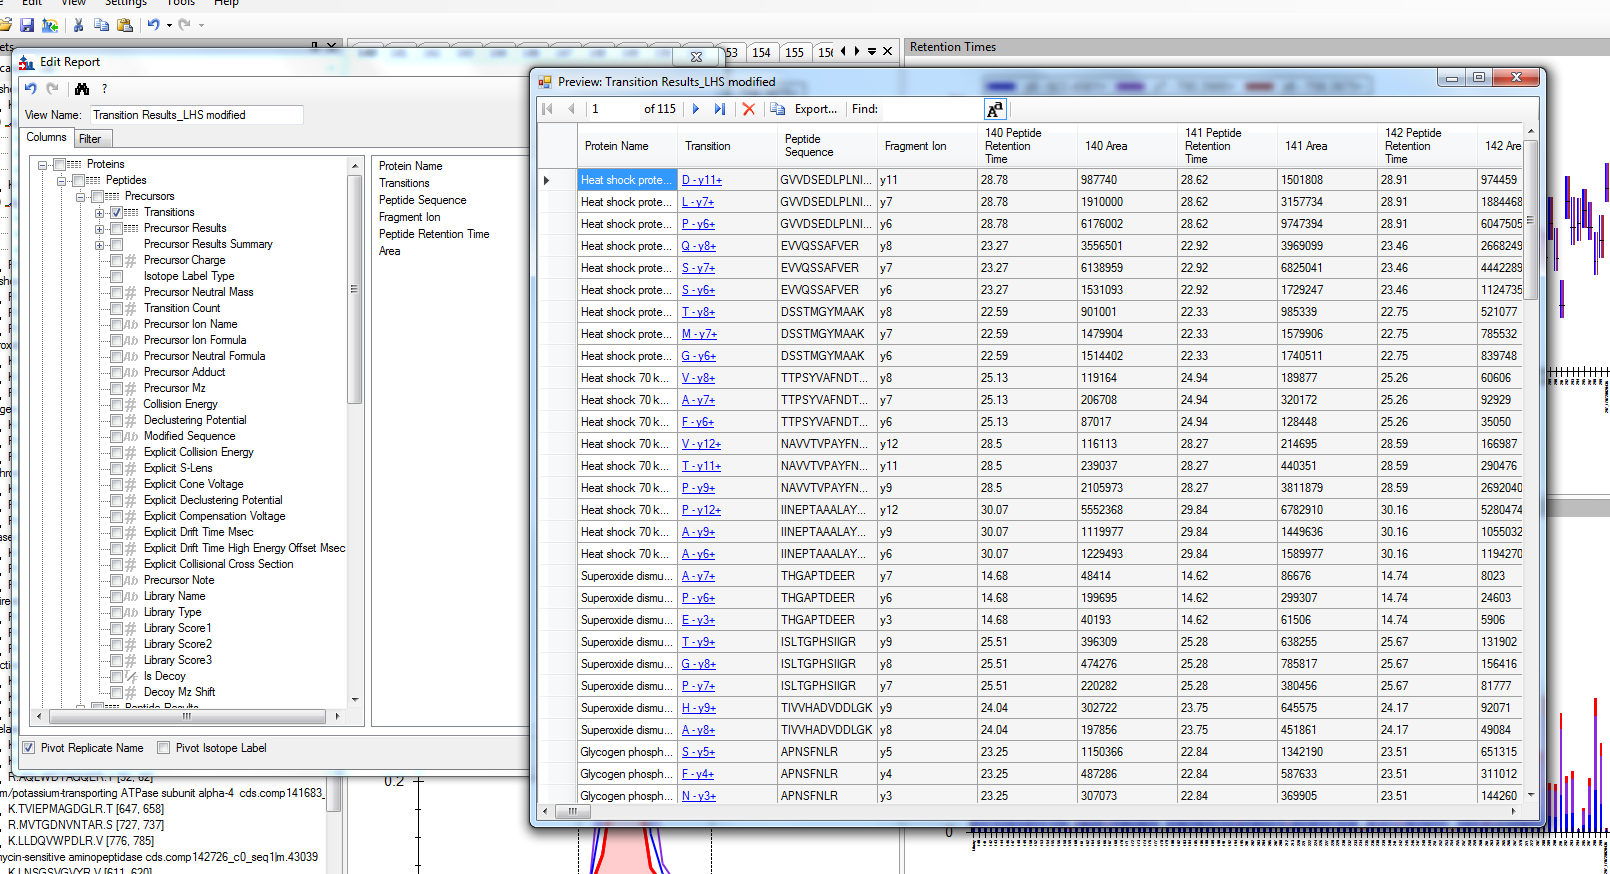 Edit View Settings Tools Help
53 154 155 15
Retention Times
Edit Report
?
View Name: Transition Results_LHS modified
Columns Filter
Proteins
Peptides
Precursors
Transitions
Precursor Results
Precursor Results Summary
Precursor Charge
Isotope Label Type
Precursor Neutral Mass
Transition Count
Precursor Ion Name
Precursor Ion Formula
Precursor Neutral Formula
Precursor Adduct
Precursor Mz
Collision Energy
Declustering Potential
Modified Sequence
Explicit Collision Energy
Explicit S-Lens
Explicit Cone Voltage
Explicit Declustering Potential
Explicit Compensation Voltage
Explicit Drift Time Msec
Explicit Drift Time High Energy Offset Msec
Explicit Collisional Cross Section
Precursor Note
Library Name
Library Type
Library Score1
Library Score2
Library Score3
Is Decoy
Decoy Mz Shift
Peptide Results
Protein Name
Transitions
Peptide Sequence
Fragment Ion
Peptide Retention Time
Area
Pivot Replicate Name Pivot Isotope Label
Preview: Transition Results_LHS modified
1 of 115 Export... Find: Aa
Protein Name Transition Peptide Sequence Fragment Ion 140 Peptide Retention Time 140 Area 141 Peptide Retention Time 141 Area 142 Peptide Retention Time 142 Are
Heat shock prote... D - y11+ GVVDSEDLPLNI... y11 28.78 987740 28.62 1501808 28.91 974459
Heat shock prote... L - y7+ GVVDSEDLPLNI... y7 28.78 1910000 28.62 3157734 28.91 1884468
Heat shock prote... P - y6+ GVVDSEDLPLNI... y6 28.78 6176002 28.62 9747394 28.91 6047505
Heat shock prote... Q - y8+ EVVQSSAFVER y8 23.27 3556501 22.92 3969099 23.46 2668249
Heat shock prote... S - y7+ EVVQSSAFVER y7 23.27 6138959 22.92 6825041 23.46 4442289
Heat shock prote... S - y6+ EVVQSSAFVER y6 23.27 1531093 22.92 1729247 23.46 1124735
Heat shock prote... T - y8+ DSSTMGYMAAK y8 22.59 901001 22.33 985339 22.75 521077
Heat shock prote... M - y7+ DSSTMGYMAAK y7 22.59 1479904 22.33 1579906 22.75 785532
Heat shock prote... G - y6+ DSSTMGYMAAK y6 22.59 1514402 22.33 1740511 22.75 839748
Heat shock 70 k... V - y8+ TTPSYVAFNDT... y8 25.13 119164 24.94 189877 25.26 60606
Heat shock 70 k... A - y7+ TTPSYVAFNDT... y7 25.13 206708 24.94 320172 25.26 92929
Heat shock 70 k... F - y6+ TTPSYVAFNDT... y6 25.13 87017 24.94 128448 25.26 35050
Heat shock 70 k... V - y12+ NAVVTVPAYFN... y12 28.5 116113 28.27 214695 28.59 166987
Heat shock 70 k... T - y11+ NAVVTVPAYFN... y11 28.5 239037 28.27 440351 28.59 290476
Heat shock 70 k... P - y9+ NAVVTVPAYFN... y9 28.5 2105973 28.27 3811879 28.59 2692040
Heat shock 70 k... P - y12+ IINEPTAAALAY... y12 30.07 5552368 29.84 6782910 30.16 5280474
Heat shock 70 k... A - y9+ IINEPTAAALAY... y9 30.07 1119977 29.84 1449636 30.16 1055032
Heat shock 70 k... A - y6+ IINEPTAAALAY... y6 30.07 1229493 29.84 1589977 30.16 1194270
Superoxide dismu... A - y7+ THGAPTDEER y7 14.68 48414 14.62 86676 14.74 8023
Superoxide dismu... P - y6+ THGAPTDEER y6 14.68 199695 14.62 299307 14.74 24603
Superoxide dismu... E - y3+ THGAPTDEER y3 14.68 40193 14.62 61506 14.74 5906
Superoxide dismu... T - y9+ ISLTGPHSIIGR y9 25.51 396309 25.28 638255 25.67 131902
Superoxide dismu... G - y8+ ISLTGPHSIIGR y8 25.51 474276 25.28 785817 25.67 156416
Superoxide dismu... P - y7+ ISLTGPHSIIGR y7 25.51 220282 25.28 380456 25.67 81777
Superoxide dismu... H - y9+ TIVVHADVDDLGK y9 24.04 302722 23.75 645575 24.17 92071
Superoxide dismu... A - y8+ TIVVHADVDDLGK y8 24.04 197856 23.75 451861 24.17 49084
Glycogen phosph... S - y5+ APNSFNLR y5 23.25 1150366 22.84 1342190 23.51 651315
Glycogen phosph... F - y4+ APNSFNLR y4 23.25 487286 22.84 587633 23.51 311012
Glycogen phosph... N - y3+ APNSFNLR y3 23.25 307073 22.84 369905 23.51 144260
m/potassium-transporting ATPase subunit alpha-4 cds.comp141683_
K.TVIEPMAGDGLR.T [647, 658]
R.MVTGDNVNTAR.S [727, 737]
K.LLDQVWPDLR.V [776, 785]
mycin-sensitive aminopeptidase cds.comp142726_c0_seq1|m.43039
K.LNSGSVGVYR.V [611, 620]
0.2
0